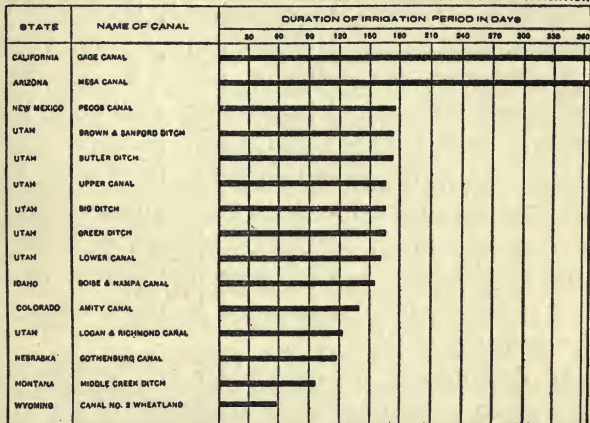 STATE NAME OF CANAL DURATION OF IRRIGATION PERIOD IN DAYS
30 60 90 120 150 180 210 240 270 300 330 360
CALIFORNIA GAGE CANAL
ARIZONA MESA CANAL
NEW MEXICO PECOS CANAL
UTAH BROWN & SANFORD DITCH
UTAH BUTLER DITCH
UTAH UPPER CANAL
UTAH BIG DITCH
UTAH GREEN DITCH
UTAH LOWER CANAL
IDAHO BOISE & NAMPA CANAL
COLORADO AMITY CANAL
UTAH LOGAN & RICHMOND CANAL
NEBRASKA GOTHENBURG CANAL
MONTANA MIDDLE CREEK DITCH
WYOMING CANAL NO. 2 WHEATLAND